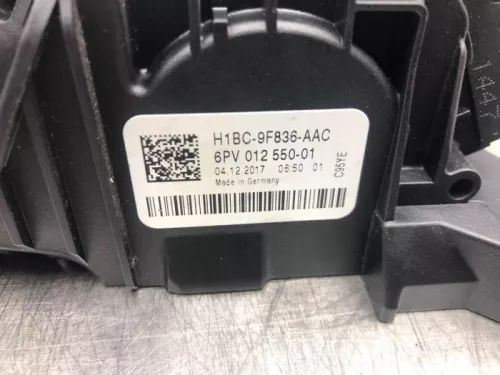 H1BC-9F836-AAC
6PV 012 550-01
04.12.2017 06:50 01
Made in Germany
C95YE